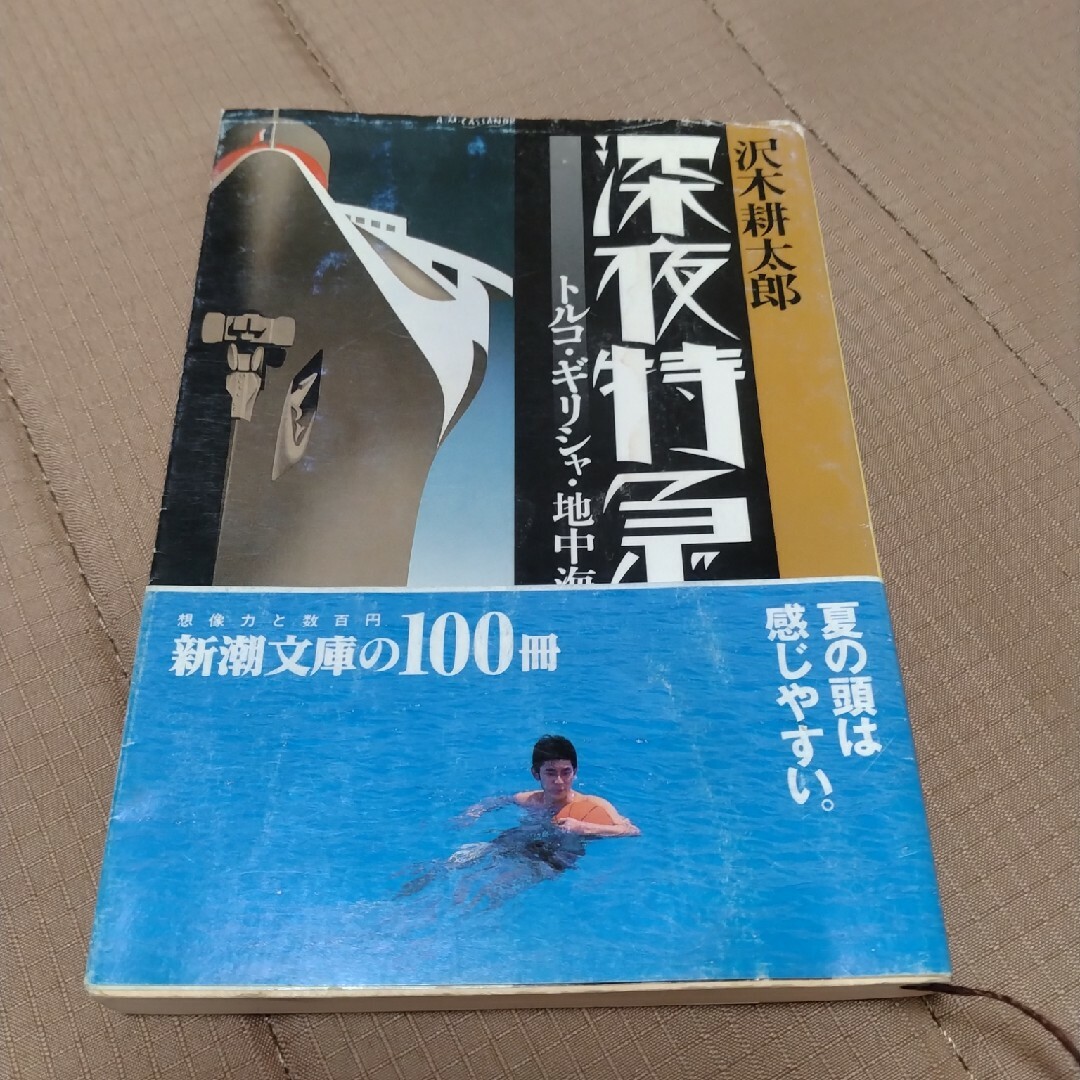 沢木耕太郎
深夜特急
トルコ・ギリシャ・地中海
想像力と数百円
新潮文庫の100冊
夏の頭は
感じやすい。